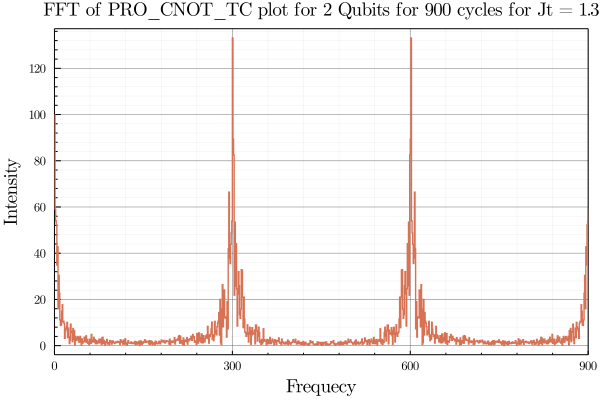 FFT of PRO_CNOT_TC plot for 2 Qubits for 900 cycles for Jt = 1.3
120
100
80
60
40
20
0
Intensity
0 300 600 900
Frequecy